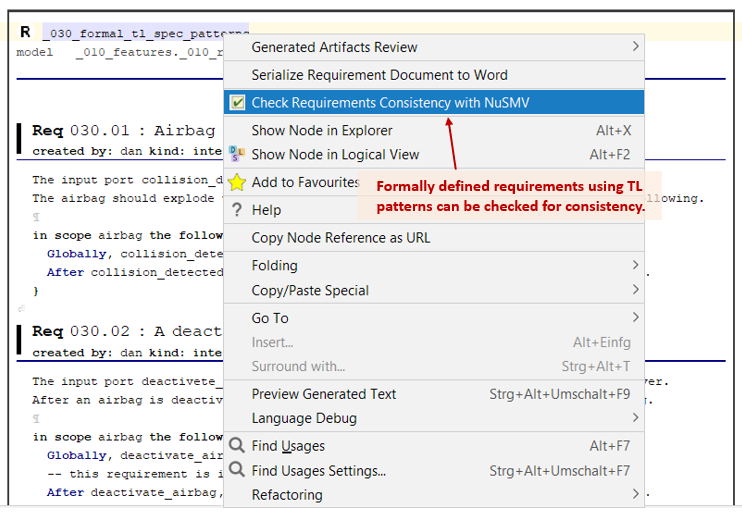 R _030_formal_tl_spec_patterns
model _010_features._010_r
Generated Artifacts Review
Serialize Requirement Document to Word
Check Requirements Consistency with NuSMV
Show Node in Explorer Alt+X
Show Node in Logical View Alt+F2
Add to Favourites
Help
Copy Node Reference as URL
Folding
Copy/Paste Special
Go To
Insert... Alt+Einfg
Surround with... Strg+Alt+T
Preview Generated Text Strg+Alt+Umschalt+F9
Language Debug
Find Usages Alt+F7
Find Usages Settings... Strg+Alt+Umschalt+F7
Refactoring
Formally defined requirements using TL
patterns can be checked for consistency.
Req 030.01 : Airbag
created by: dan kind: inte
The input port collision_d
The airbag should explode llowing.
¶
in scope airbag the follow
Globally, collision_dete
After collision_detected .
}
Req 030.02 : A deact
created by: dan kind: inte
The input port deactivete_ ver.
After an airbag is deactiv .
¶
in scope airbag the follow
Globally, deactivate_air
-- this requirement is i
After deactivate_airbag, .